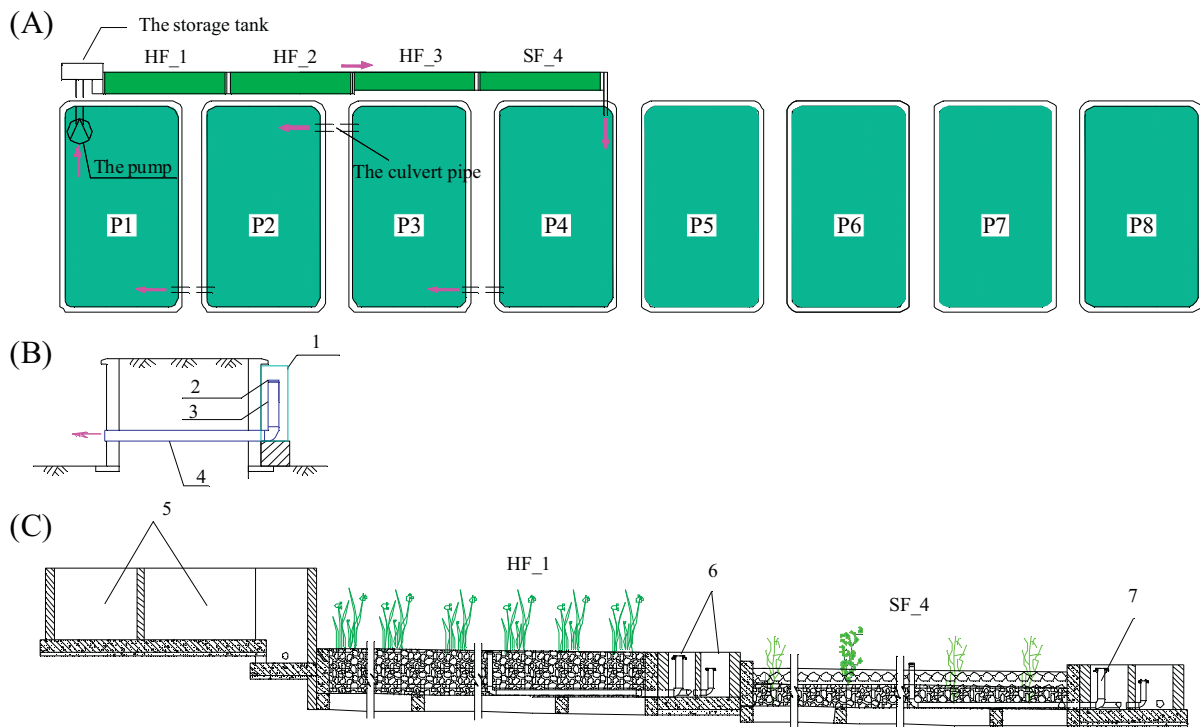 (A)
The storage tank
HF_1 HF_2 HF_3 SF_4
The pump
The culvert pipe
P1 P2 P3 P4 P5 P6 P7 P8
(B)
1
2
3
4
(C)
5
HF_1
6
SF_4
7